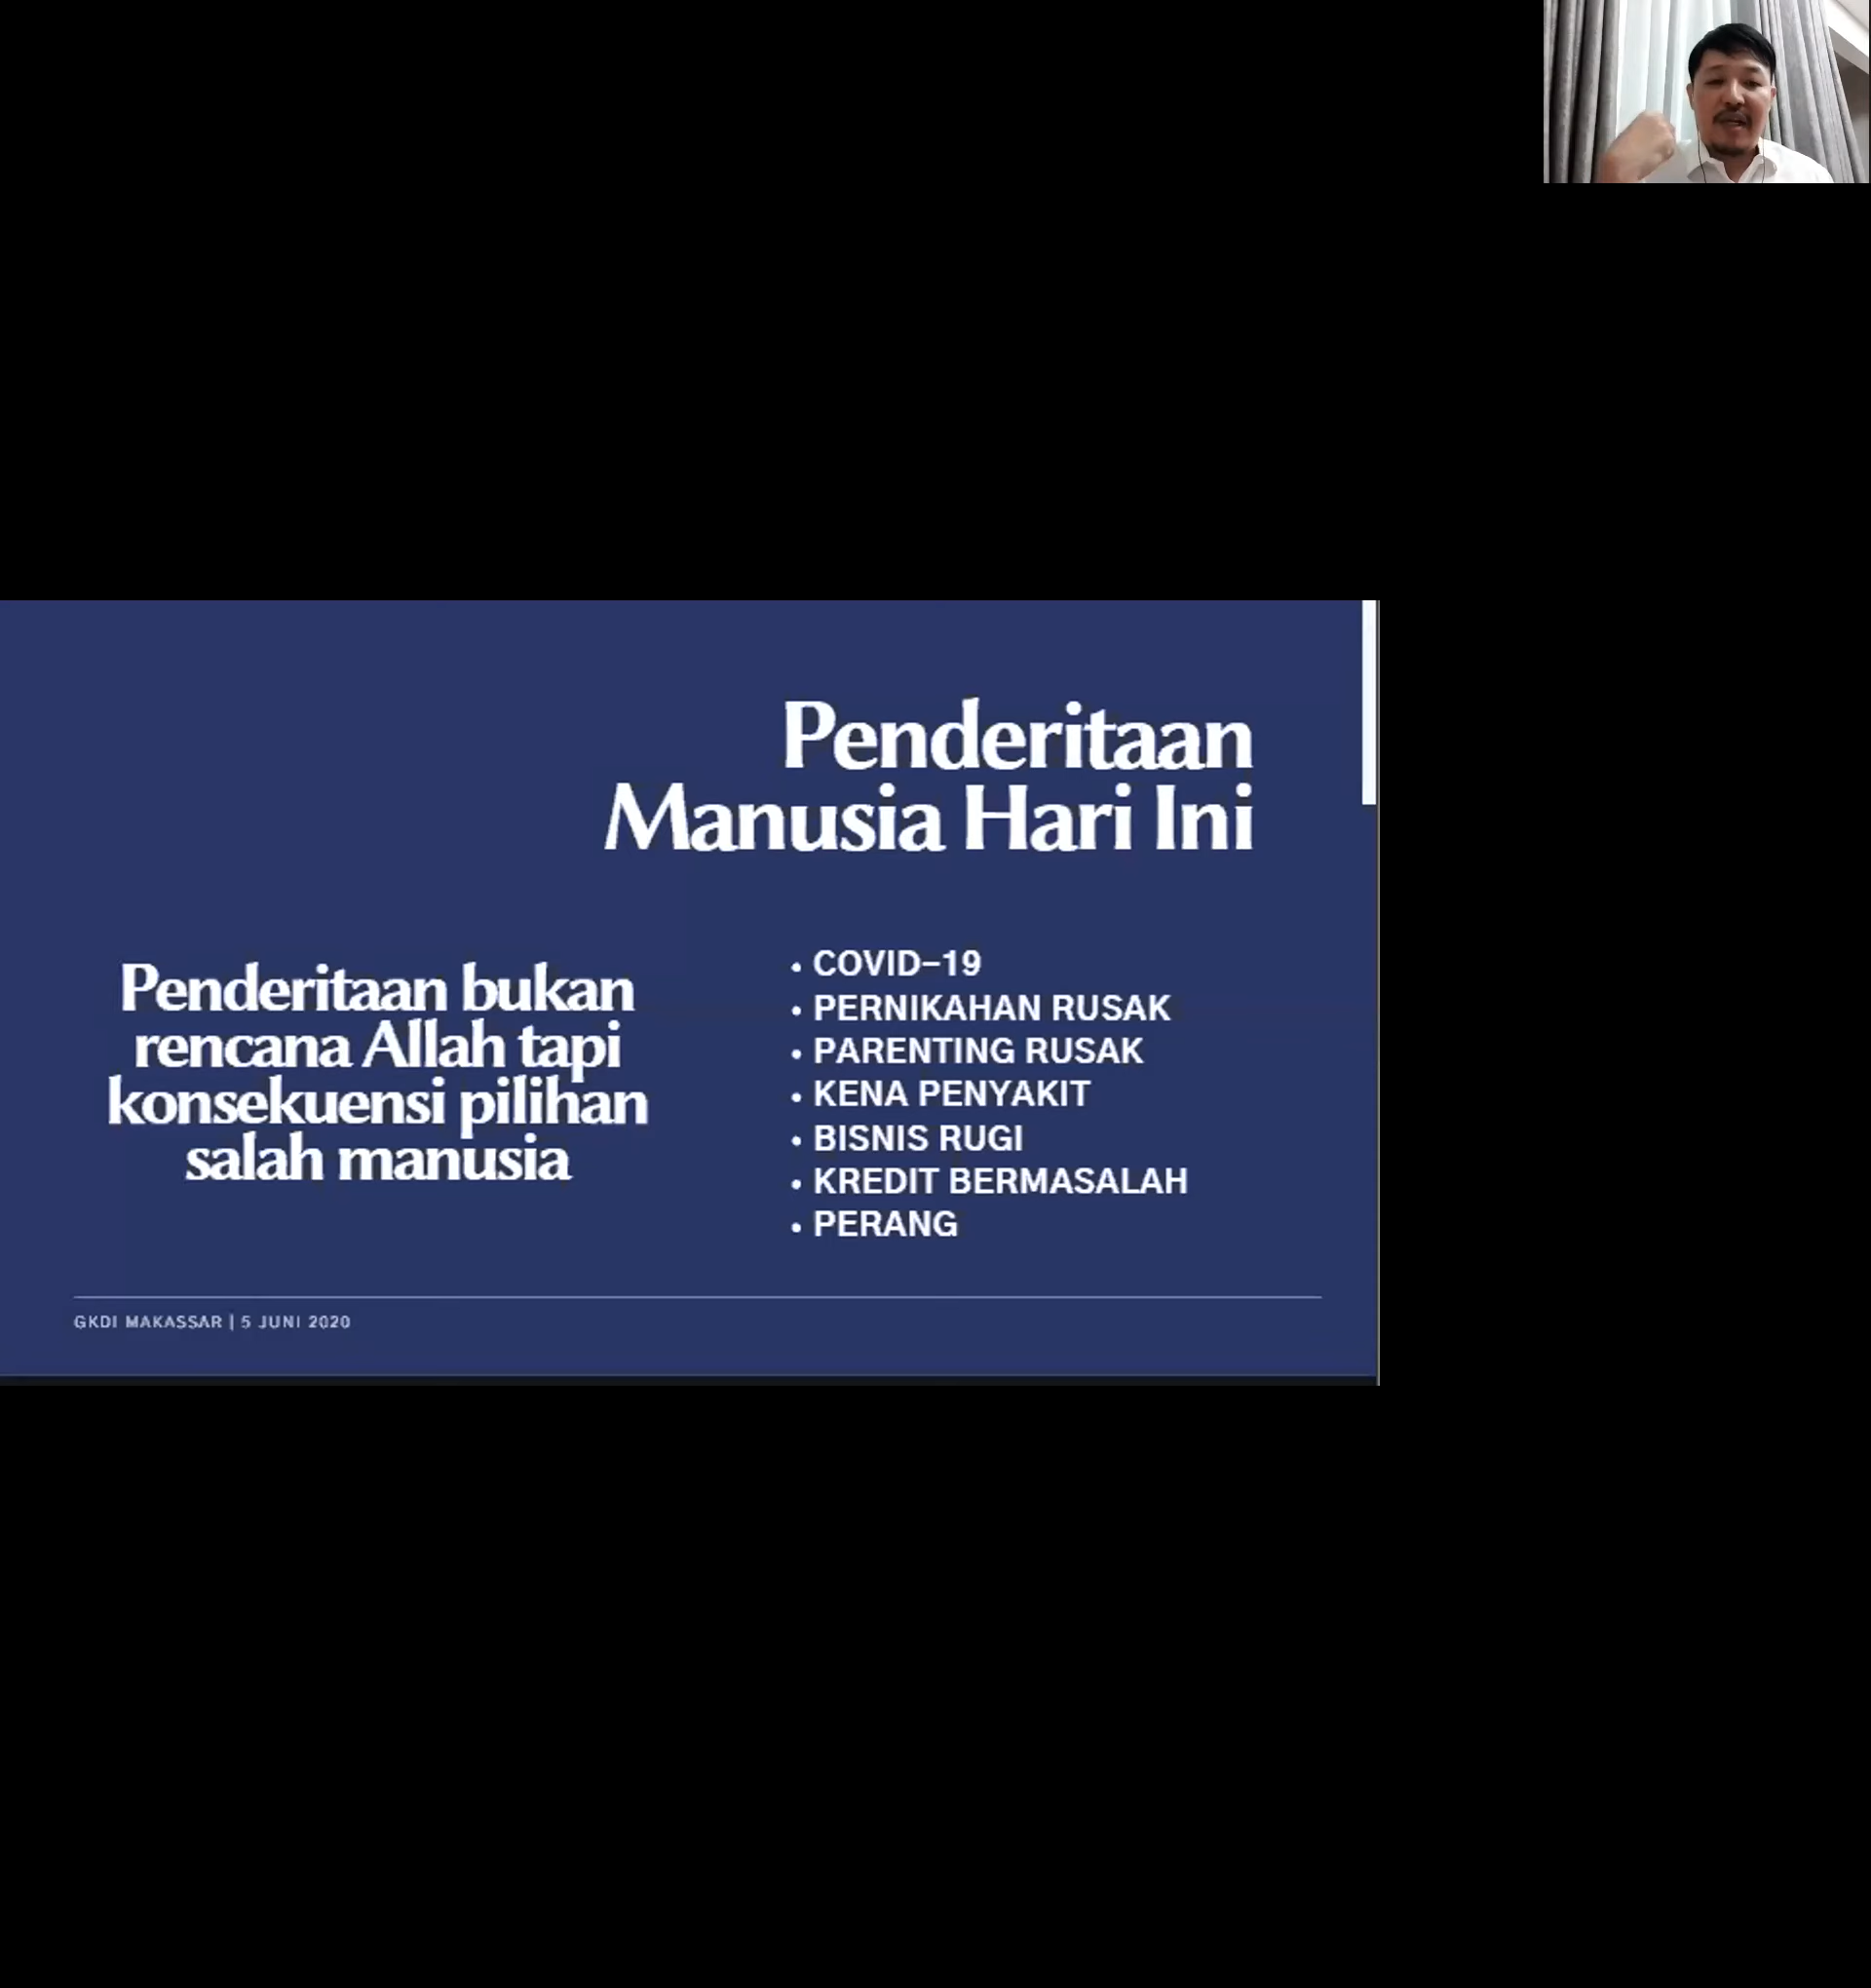 Penderitaan
Manusia Hari Ini
Penderitaan bukan
rencana Allah tapi
konsekuensi pilihan
salah manusia
• COVID-19
• PERNIKAHAN RUSAK
• PARENTING RUSAK
• KENA PENYAKIT
• BISNIS RUGI
• KREDIT BERMASALAH
• PERANG
GKDI MAKASSAR | 5 JUNI 2020